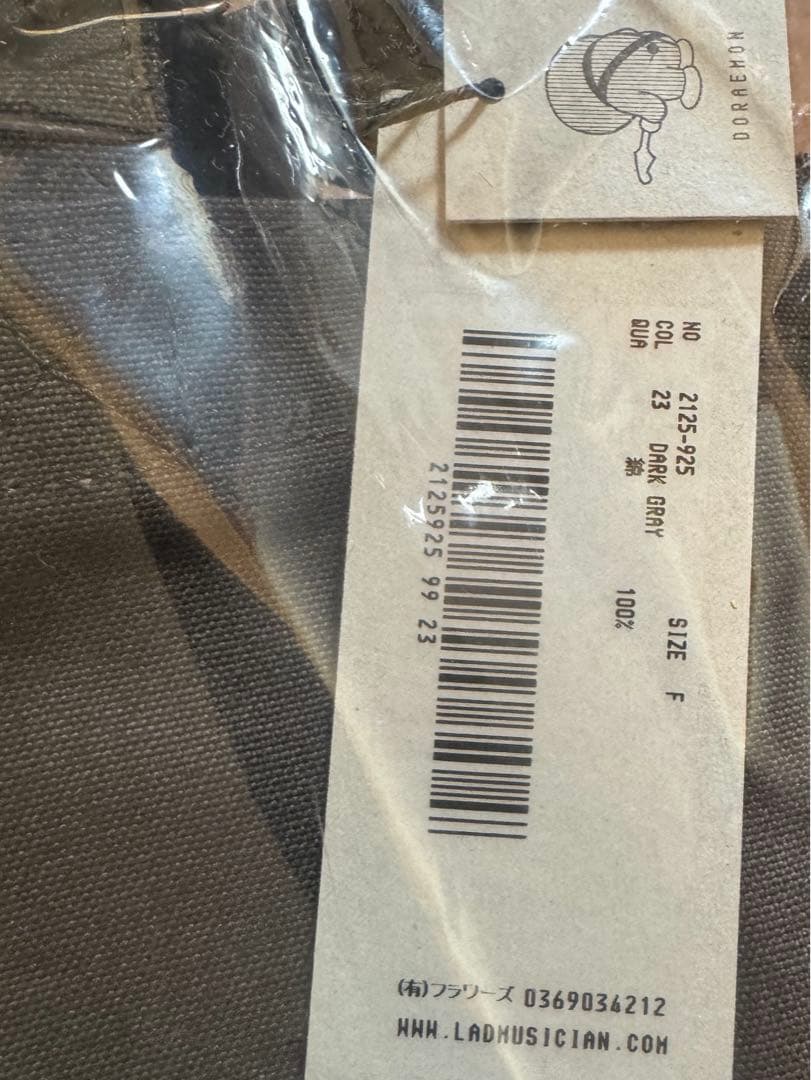 DORAEMON
NO 2125-925 SIZE F
COL 23 DARK GRAY
QUA 綿 100%
2125925 99 23
(有)フラワーズ 0369034212
WWW.LADMUSICIAN.COM